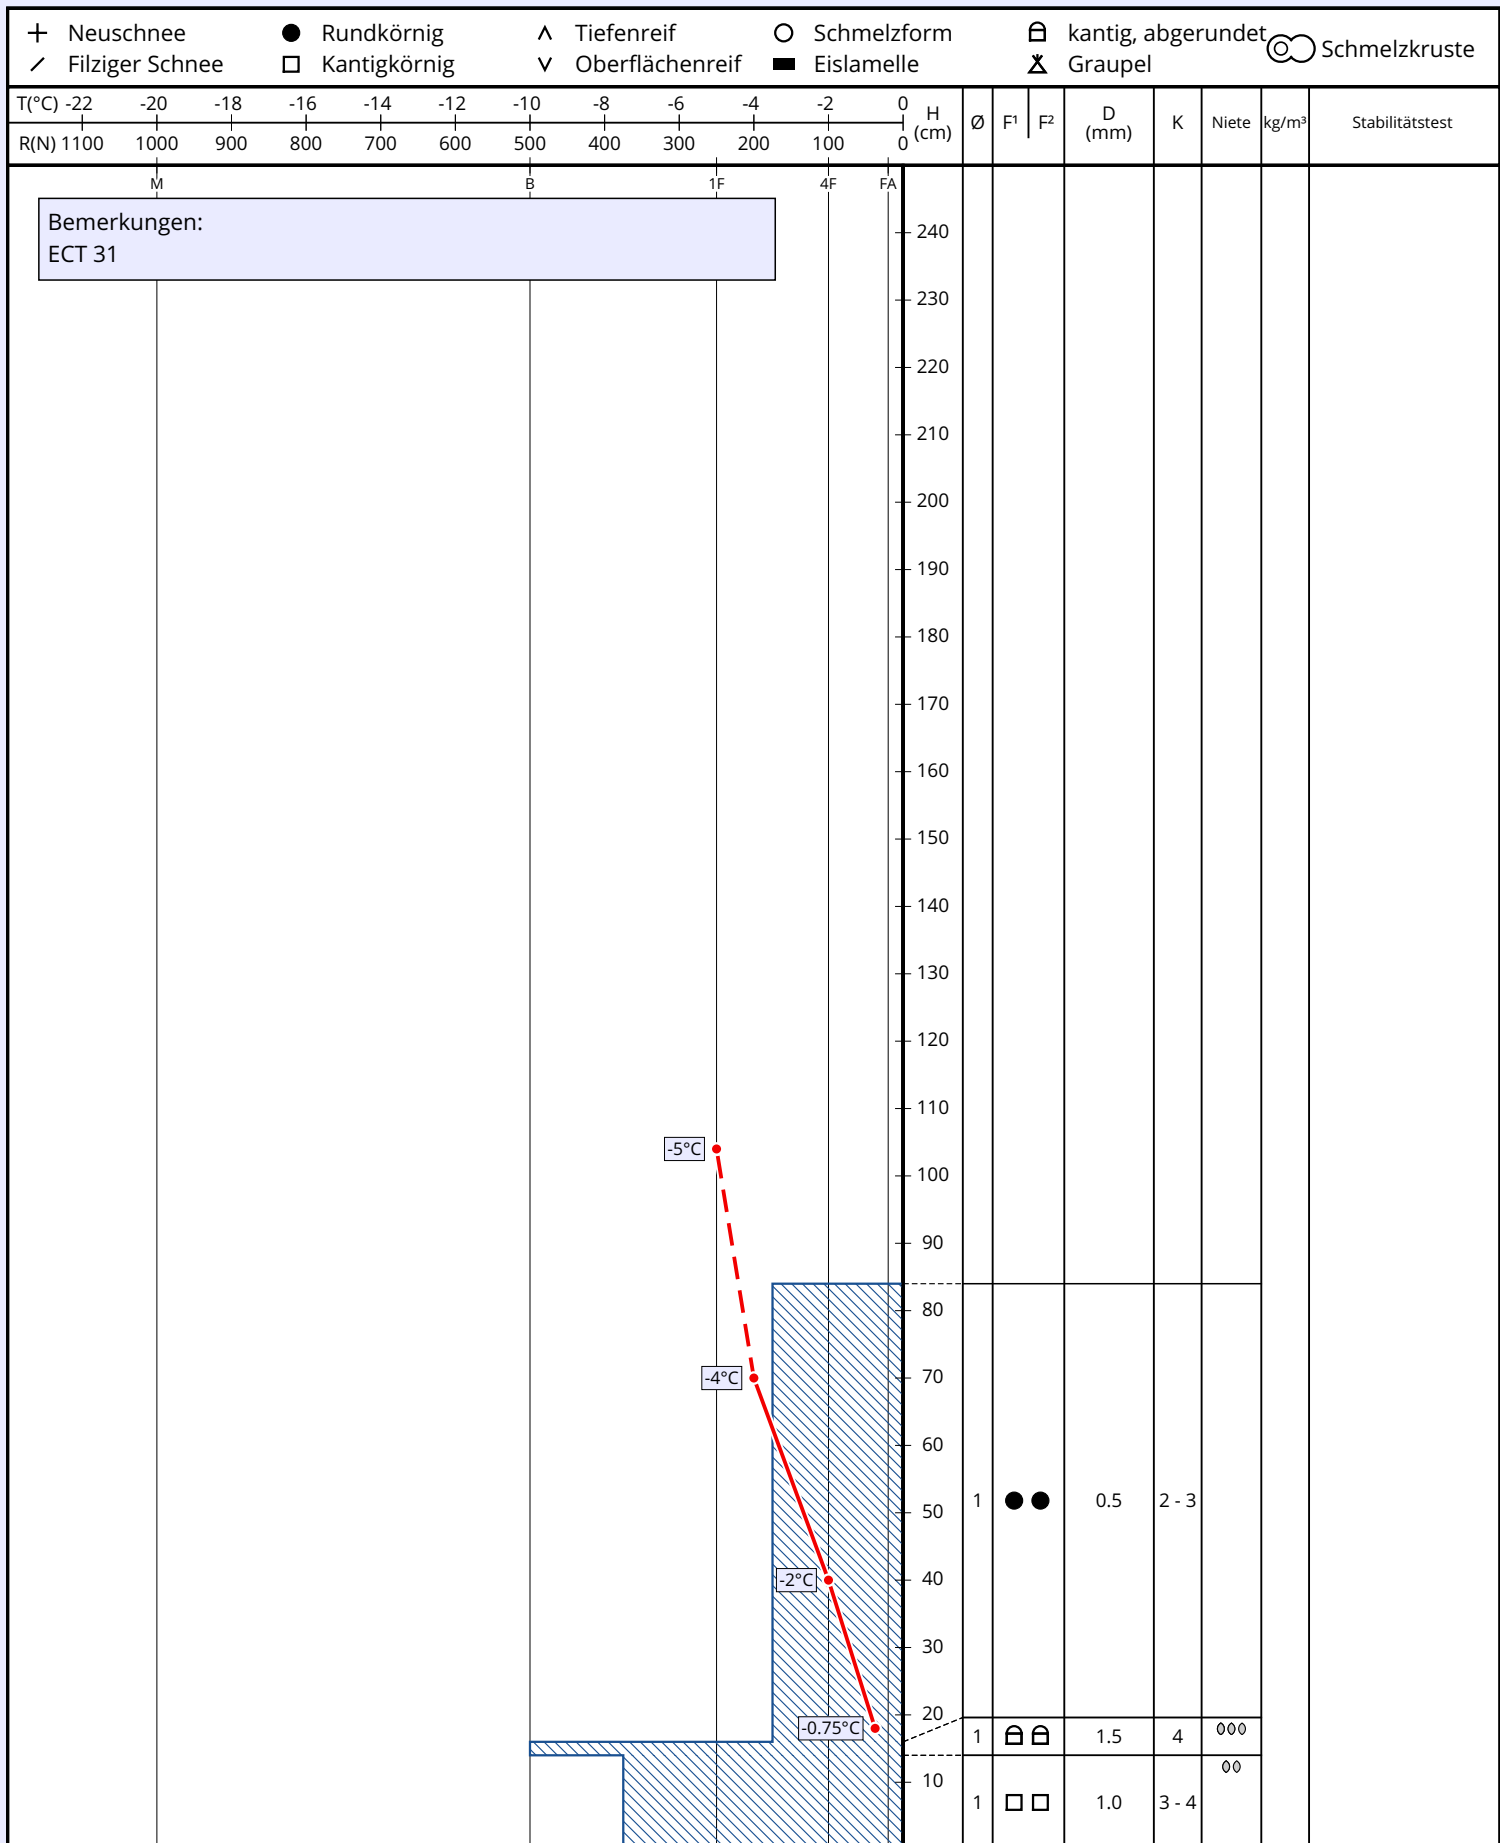 Neuschnee Rundkörnig Tiefenreif Schmelzform kantig, abgerundet Schmelzkruste
Filziger Schnee Kantigkörnig Oberflächenreif Eislamelle Graupel
T(°C) -22 -20 -18 -16 -14 -12 -10 -8 -6 -4 -2 0
R(N) 1100 1000 900 800 700 600 500 400 300 200 100 0
H (cm) Ø F¹ F² D (mm) K Niete kg/m³ Stabilitätstest
M B 1F 4F FA
Bemerkungen:
ECT 31
240
230
220
210
200
190
180
170
160
150
140
130
120
110
-5°C
100
90
80
-4°C 70
60
50 1 0.5 2 - 3
-2°C 40
30
20
-0.75°C
1 1.5 4
10
1 1.0 3 - 4